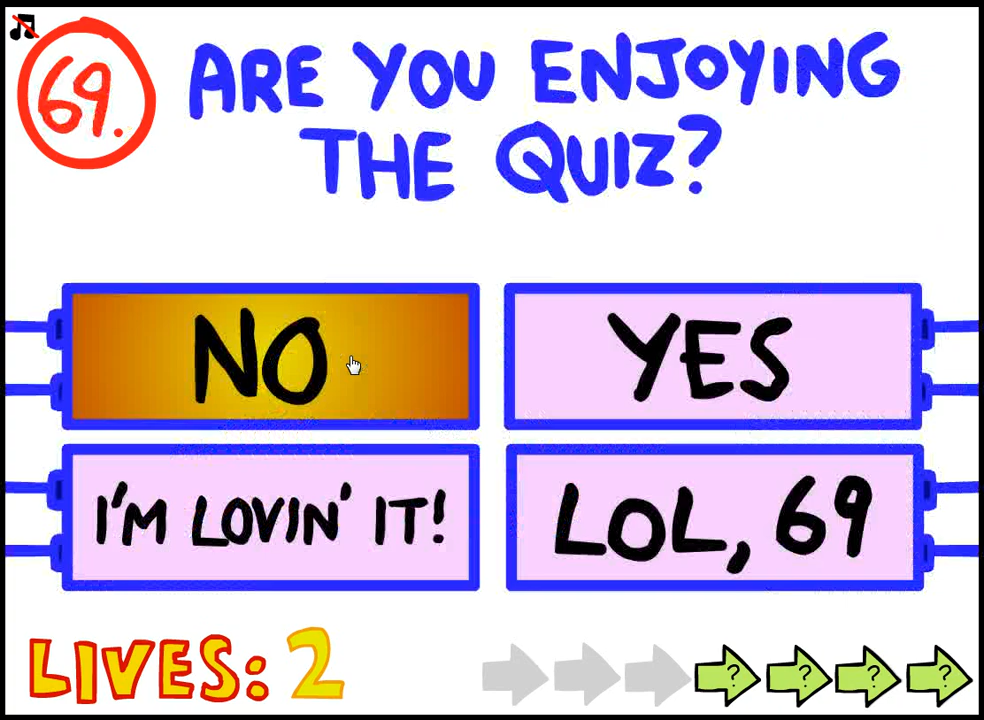 69.
ARE YOU ENJOYING
THE QUIZ?
NO
YES
I'M LOVIN' IT!
LOL, 69
LIVES: 2
? ? ? ?